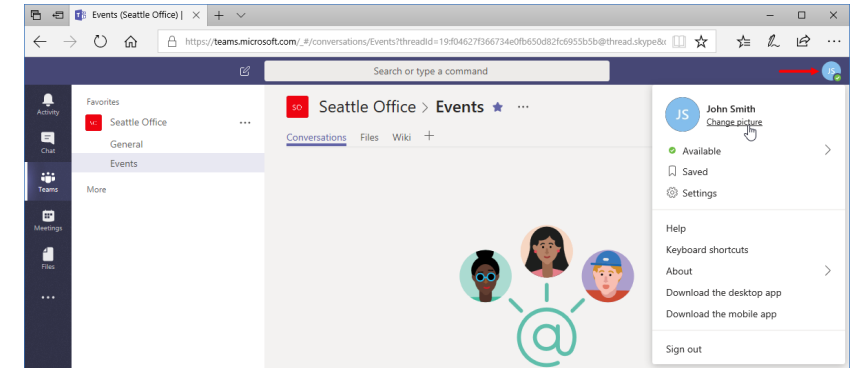 Events (Seattle Office) |
https://teams.microsoft.com/_#/conversations/Events?threadId=19:f04627f366734e0fb650d82fc6955b5b@thread.skype&
Search or type a command
JS
Activity
Chat
Teams
Meetings
Files
Favorites
Seattle Office
General
Events
More
SO Seattle Office > Events
Conversations Files Wiki
JS
John Smith
Change picture
Available
Saved
Settings
Help
Keyboard shortcuts
About
Download the desktop app
Download the mobile app
Sign out
@